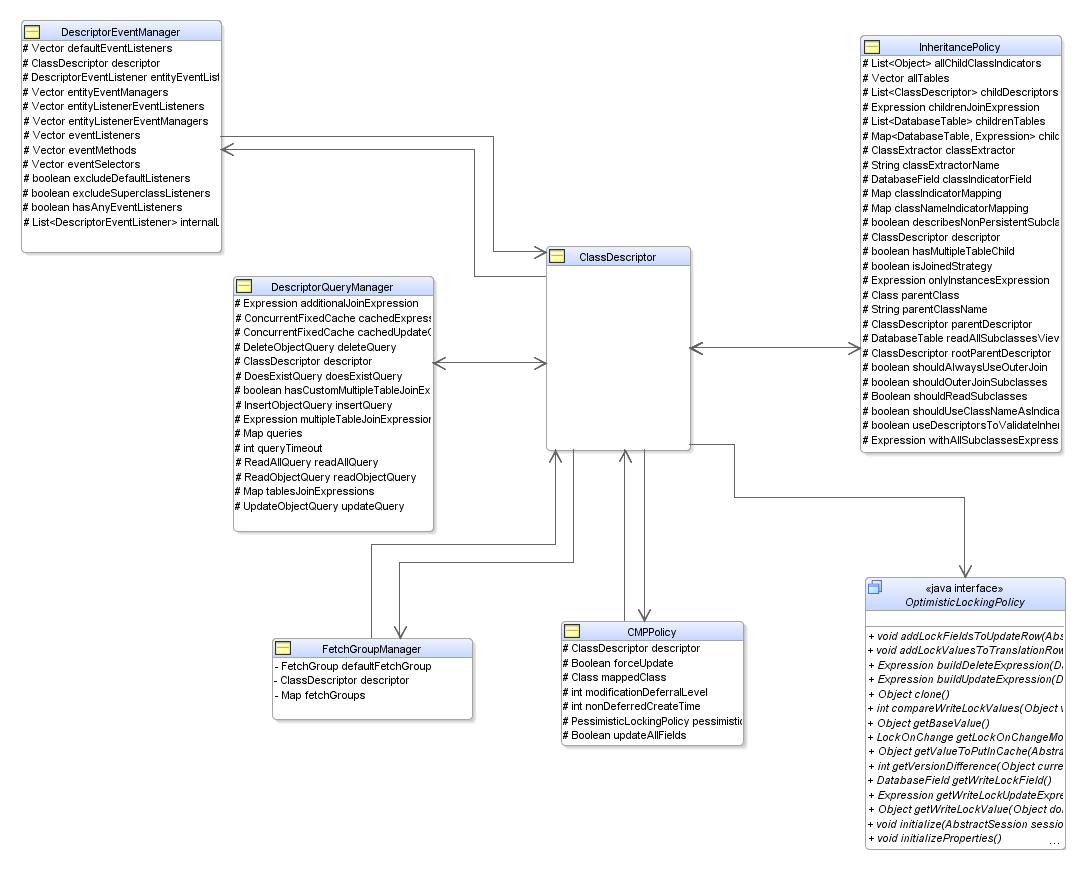 DescriptorEventManager
# Vector defaultEventListeners
# ClassDescriptor descriptor
# DescriptorEventListener entityEventList
# Vector entityEventManagers
# Vector entityListenerEventListeners
# Vector entityListenerEventManagers
# Vector eventListeners
# Vector eventMethods
# Vector eventSelectors
# boolean excludeDefaultListeners
# boolean excludeSuperclassListeners
# boolean hasAnyEventListeners
# List<DescriptorEventListener> internalL
InheritancePolicy
# List<Object> allChildClassIndicators
# Vector allTables
# List<ClassDescriptor> childDescriptors
# Expression childrenJoinExpression
# List<DatabaseTable> childrenTables
# Map<DatabaseTable, Expression> chilc
# ClassExtractor classExtractor
# String classExtractorName
# DatabaseField classIndicatorField
# Map classIndicatorMapping
# Map classNameIndicatorMapping
# boolean describesNonPersistentSubcla
# ClassDescriptor descriptor
# boolean hasMultipleTableChild
# boolean isJoinedStrategy
# Expression onlyInstancesExpression
# Class parentClass
# String parentClassName
# ClassDescriptor parentDescriptor
# DatabaseTable readAllSubclassesView
# ClassDescriptor rootParentDescriptor
# boolean shouldAlwaysUseOuterJoin
# boolean shouldOuterJoinSubclasses
# Boolean shouldReadSubclasses
# boolean shouldUseClassNameAsIndica
# boolean useDescriptorsToValidateInher
# Expression withAllSubclassesExpress
ClassDescriptor
DescriptorQueryManager
# Expression additionalJoinExpression
# ConcurrentFixedCache cachedExpress
# ConcurrentFixedCache cachedUpdateC
# DeleteObjectQuery deleteQuery
# ClassDescriptor descriptor
# DoesExistQuery doesExistQuery
# boolean hasCustomMultipleTableJoinEx
# InsertObjectQuery insertQuery
# Expression multipleTableJoinExpression
# Map queries
# int queryTimeout
# ReadAllQuery readAllQuery
# ReadObjectQuery readObjectQuery
# Map tablesJoinExpressions
# UpdateObjectQuery updateQuery
FetchGroupManager
- FetchGroup defaultFetchGroup
- ClassDescriptor descriptor
- Map fetchGroups
CMPPolicy
# ClassDescriptor descriptor
# Boolean forceUpdate
# Class mappedClass
# int modificationDeferralLevel
# int nonDeferredCreateTime
# PessimisticLockingPolicy pessimistic
# Boolean updateAllFields
«java interface»
OptimisticLockingPolicy
+ void addLockFieldsToUpdateRow(Abs
+ void addLockValuesToTranslationRow
+ Expression buildDeleteExpression(Da
+ Expression buildUpdateExpression(D
+ Object clone()
+ int compareWriteLockValues(Object v
+ Object getBaseValue()
+ LockOnChange getLockOnChangeMo
+ Object getValueToPutInCache(Abstra
+ int getVersionDifference(Object curre
+ DatabaseField getWriteLockField()
+ Expression getWriteLockUpdateExpre
+ Object getWriteLockValue(Object doi
+ void initialize(AbstractSession sessio
+ void initializeProperties()
...